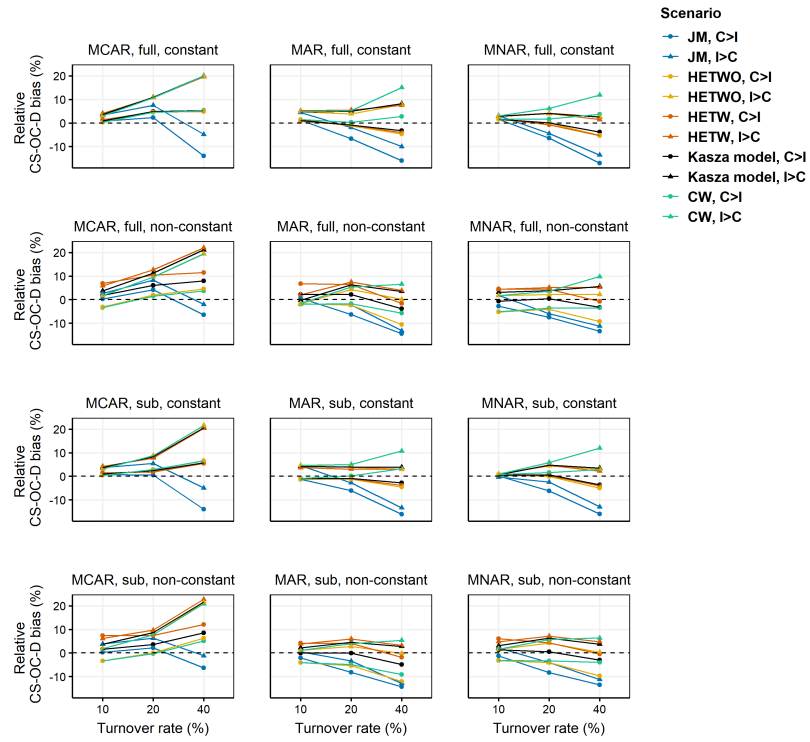 Scenario
JM, C>I
JM, I>C
HETWO, C>I
HETWO, I>C
HETW, C>I
HETW, I>C
Kasza model, C>I
Kasza model, I>C
CW, C>I
CW, I>C
MCAR, full, constant
MAR, full, constant
MNAR, full, constant
Relative
CS-OC-D bias (%)
20
10
0
-10
MCAR, full, non-constant
MAR, full, non-constant
MNAR, full, non-constant
Relative
CS-OC-D bias (%)
20
10
0
-10
MCAR, sub, constant
MAR, sub, constant
MNAR, sub, constant
Relative
CS-OC-D bias (%)
20
10
0
-10
MCAR, sub, non-constant
MAR, sub, non-constant
MNAR, sub, non-constant
Relative
CS-OC-D bias (%)
20
10
0
-10
10 20 40
10 20 40
10 20 40
Turnover rate (%)
Turnover rate (%)
Turnover rate (%)